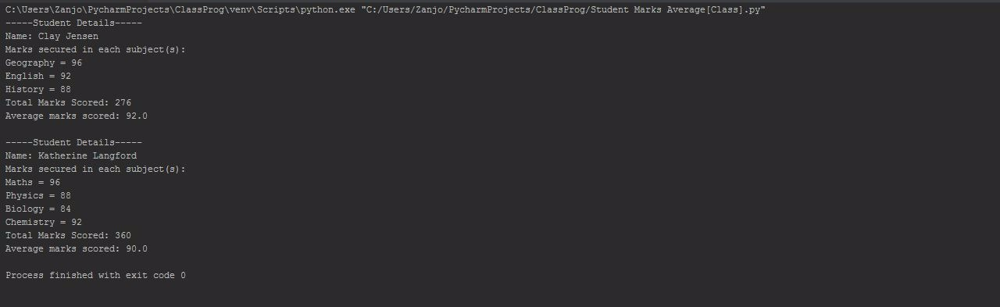 C:\Users\Zanjo\PycharmProjects\ClassProg\venv\Scripts\python.exe "C:/Users/Zanjo/PycharmProjects/ClassProg/Student Marks Average[Class].py"
-----Student Details-----
Name: Clay Jensen
Marks secured in each subject(s):
Geography = 96
English = 92
History = 88
Total Marks Scored: 276
Average marks scored: 92.0
-----Student Details-----
Name: Katherine Langford
Marks secured in each subject(s):
Maths = 96
Physics = 88
Biology = 84
Chemistry = 92
Total Marks Scored: 360
Average marks scored: 90.0
Process finished with exit code 0